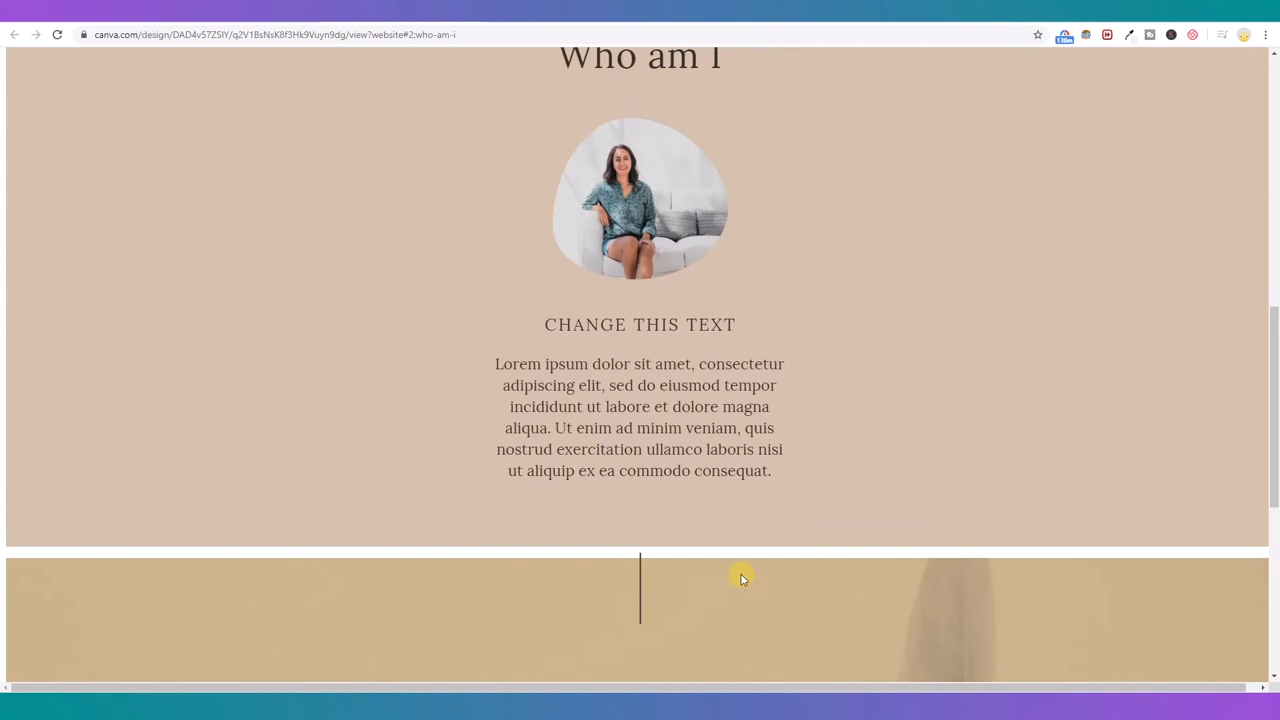 canva.com/design/DAD4v57ZSlY/q2V1BsNsK8f3Hk9Vuyn9dg/view?website#2:who-am-i
130m
Who am I
CHANGE THIS TEXT
Lorem ipsum dolor sit amet, consectetur
adipiscing elit, sed do eiusmod tempor
incididunt ut labore et dolore magna
aliqua. Ut enim ad minim veniam, quis
nostrud exercitation ullamco laboris nisi
ut aliquip ex ea commodo consequat.